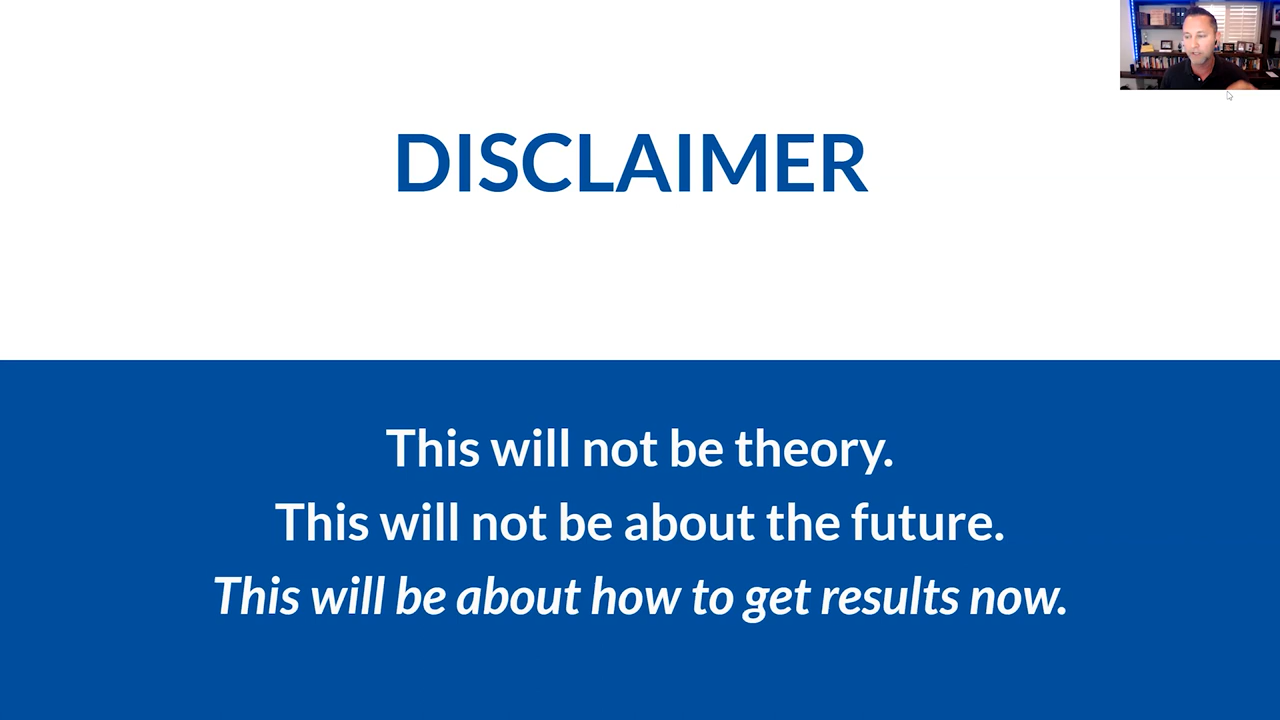 DISCLAIMER
This will not be theory.
This will not be about the future.
This will be about how to get results now.